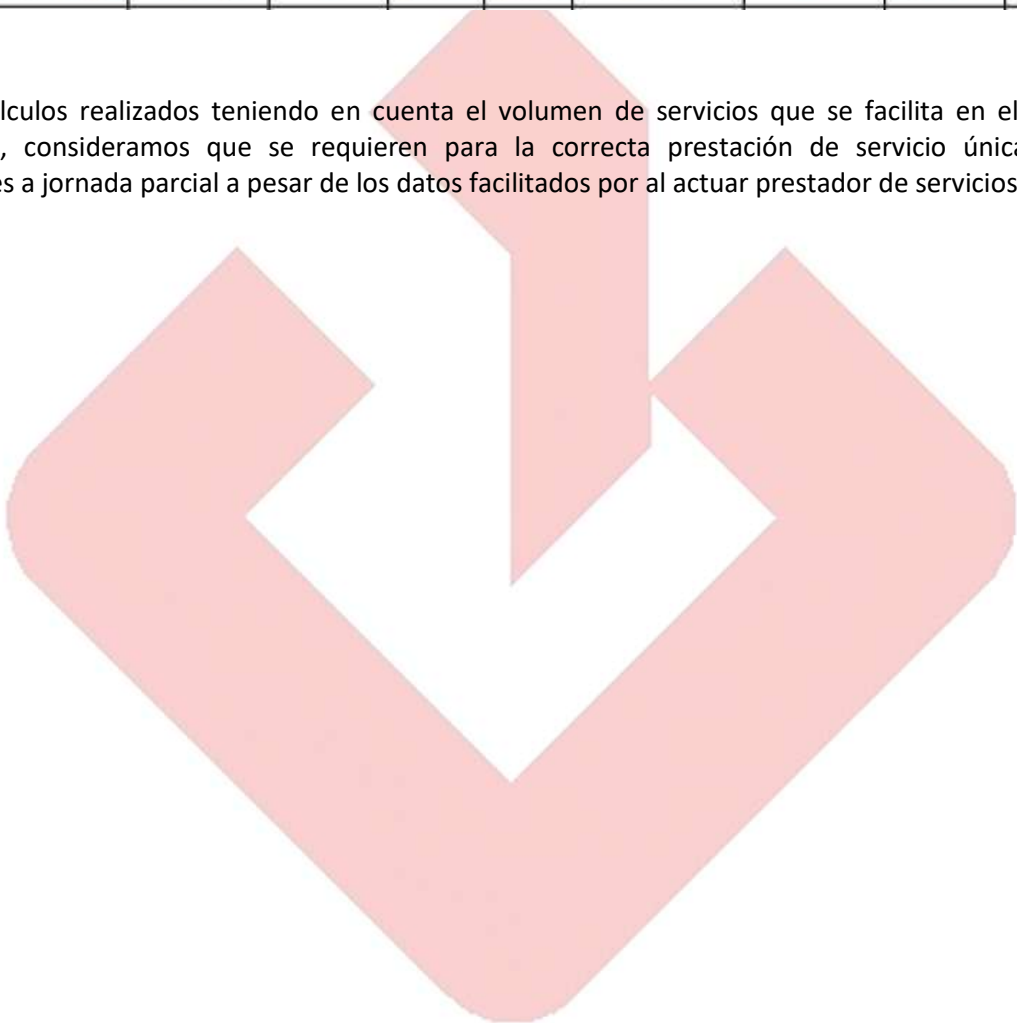 lculos realizados teniendo en cuenta el volumen de servicios que se facilita en el
, consideramos que se requieren para la correcta prestación de servicio única
es a jornada parcial a pesar de los datos facilitados por al actuar prestador de servicios